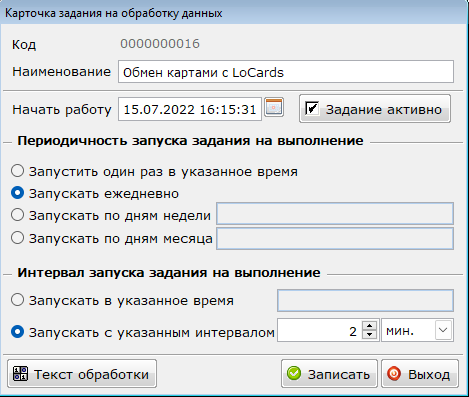 Карточка задания на обработку данных
Код 0000000016
Наименование Обмен картами с LoCards
Начать работу 15.07.2022 16:15:31 Задание активно
Периодичность запуска задания на выполнение
Запустить один раз в указанное время
Запускать ежедневно
Запускать по дням недели
Запускать по дням месяца
Интервал запуска задания на выполнение
Запускать в указанное время
Запускать с указанным интервалом 2 мин.
Текст обработки Записать Выход